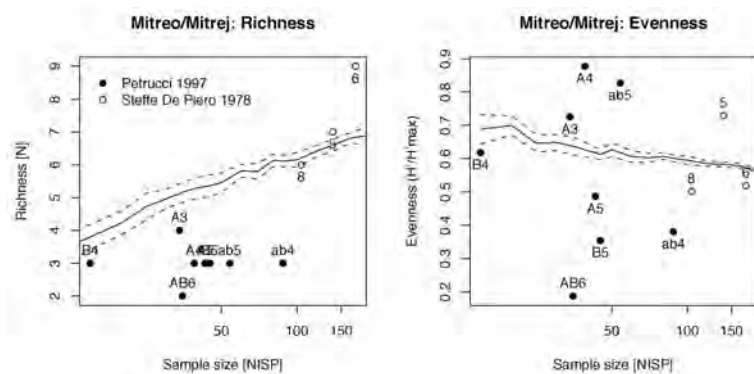 Mitreo/Mitrej: Richness
Richness [N]
9
8
7
6
5
4
3
2
Petrucci 1997
Steffe De Piero 1978
6
5
8
A3
B4
ab5
ab4
AB6
50
100
150
Sample size [NISP]
Mitreo/Mitrej: Evenness
Evenness (H'/H'max)
0.9
0.8
0.7
0.6
0.5
0.4
0.3
0.2
A4
ab5
A3
5
B4
8
6
A5
B5
ab4
AB6
50
100
150
Sample size [NISP]